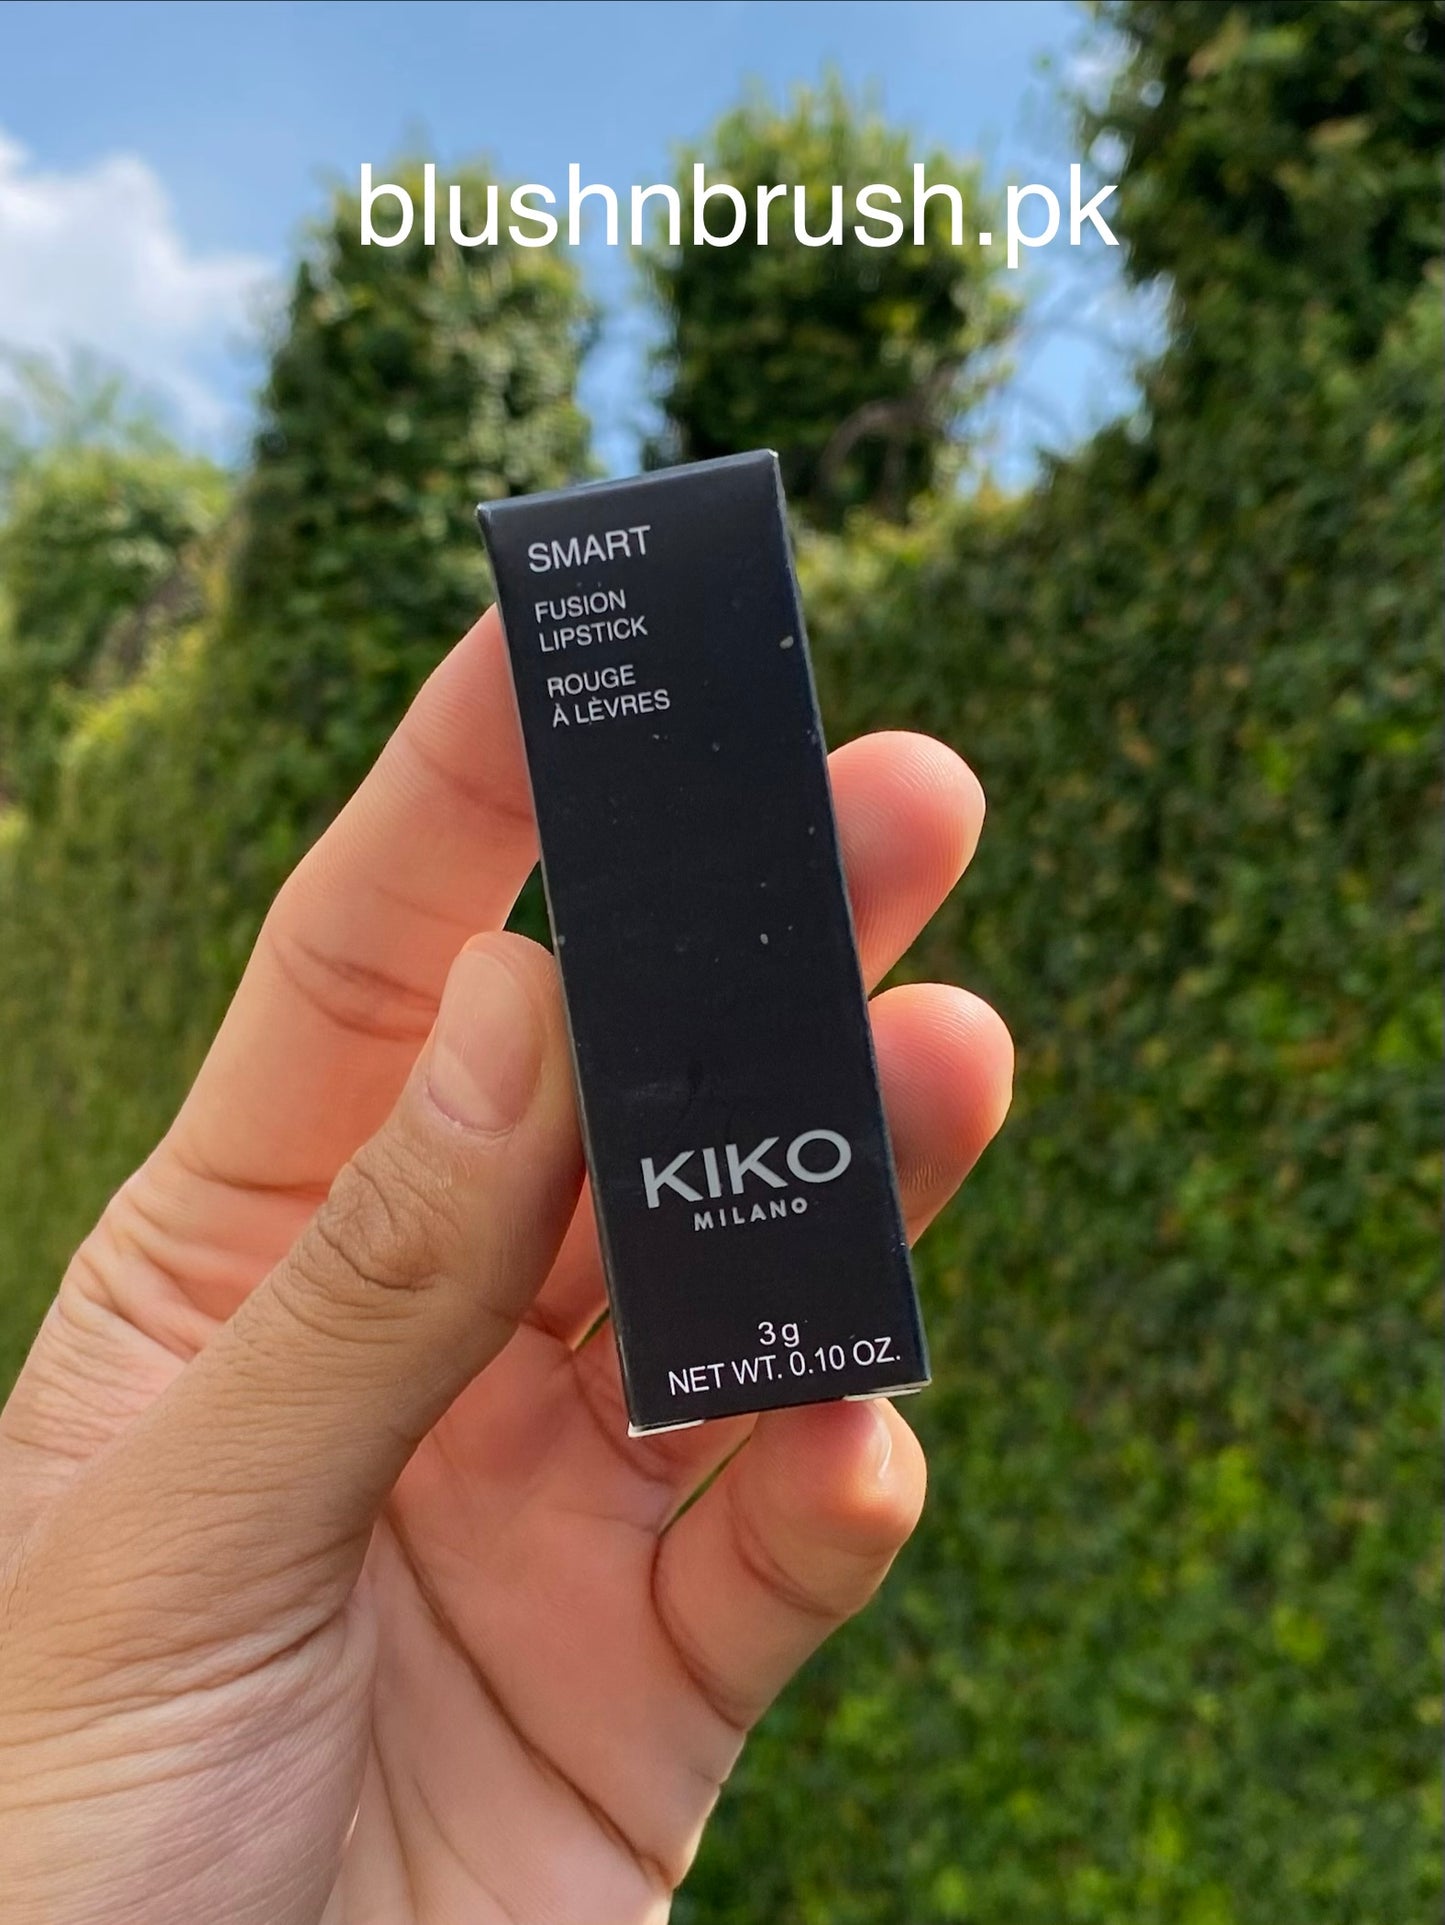 blushnbrush.pk
SMART
FUSION
LIPSTICK
ROUGE
À LÈVRES
KIKO
MILANO
3 g
NET WT. 0.10 OZ.